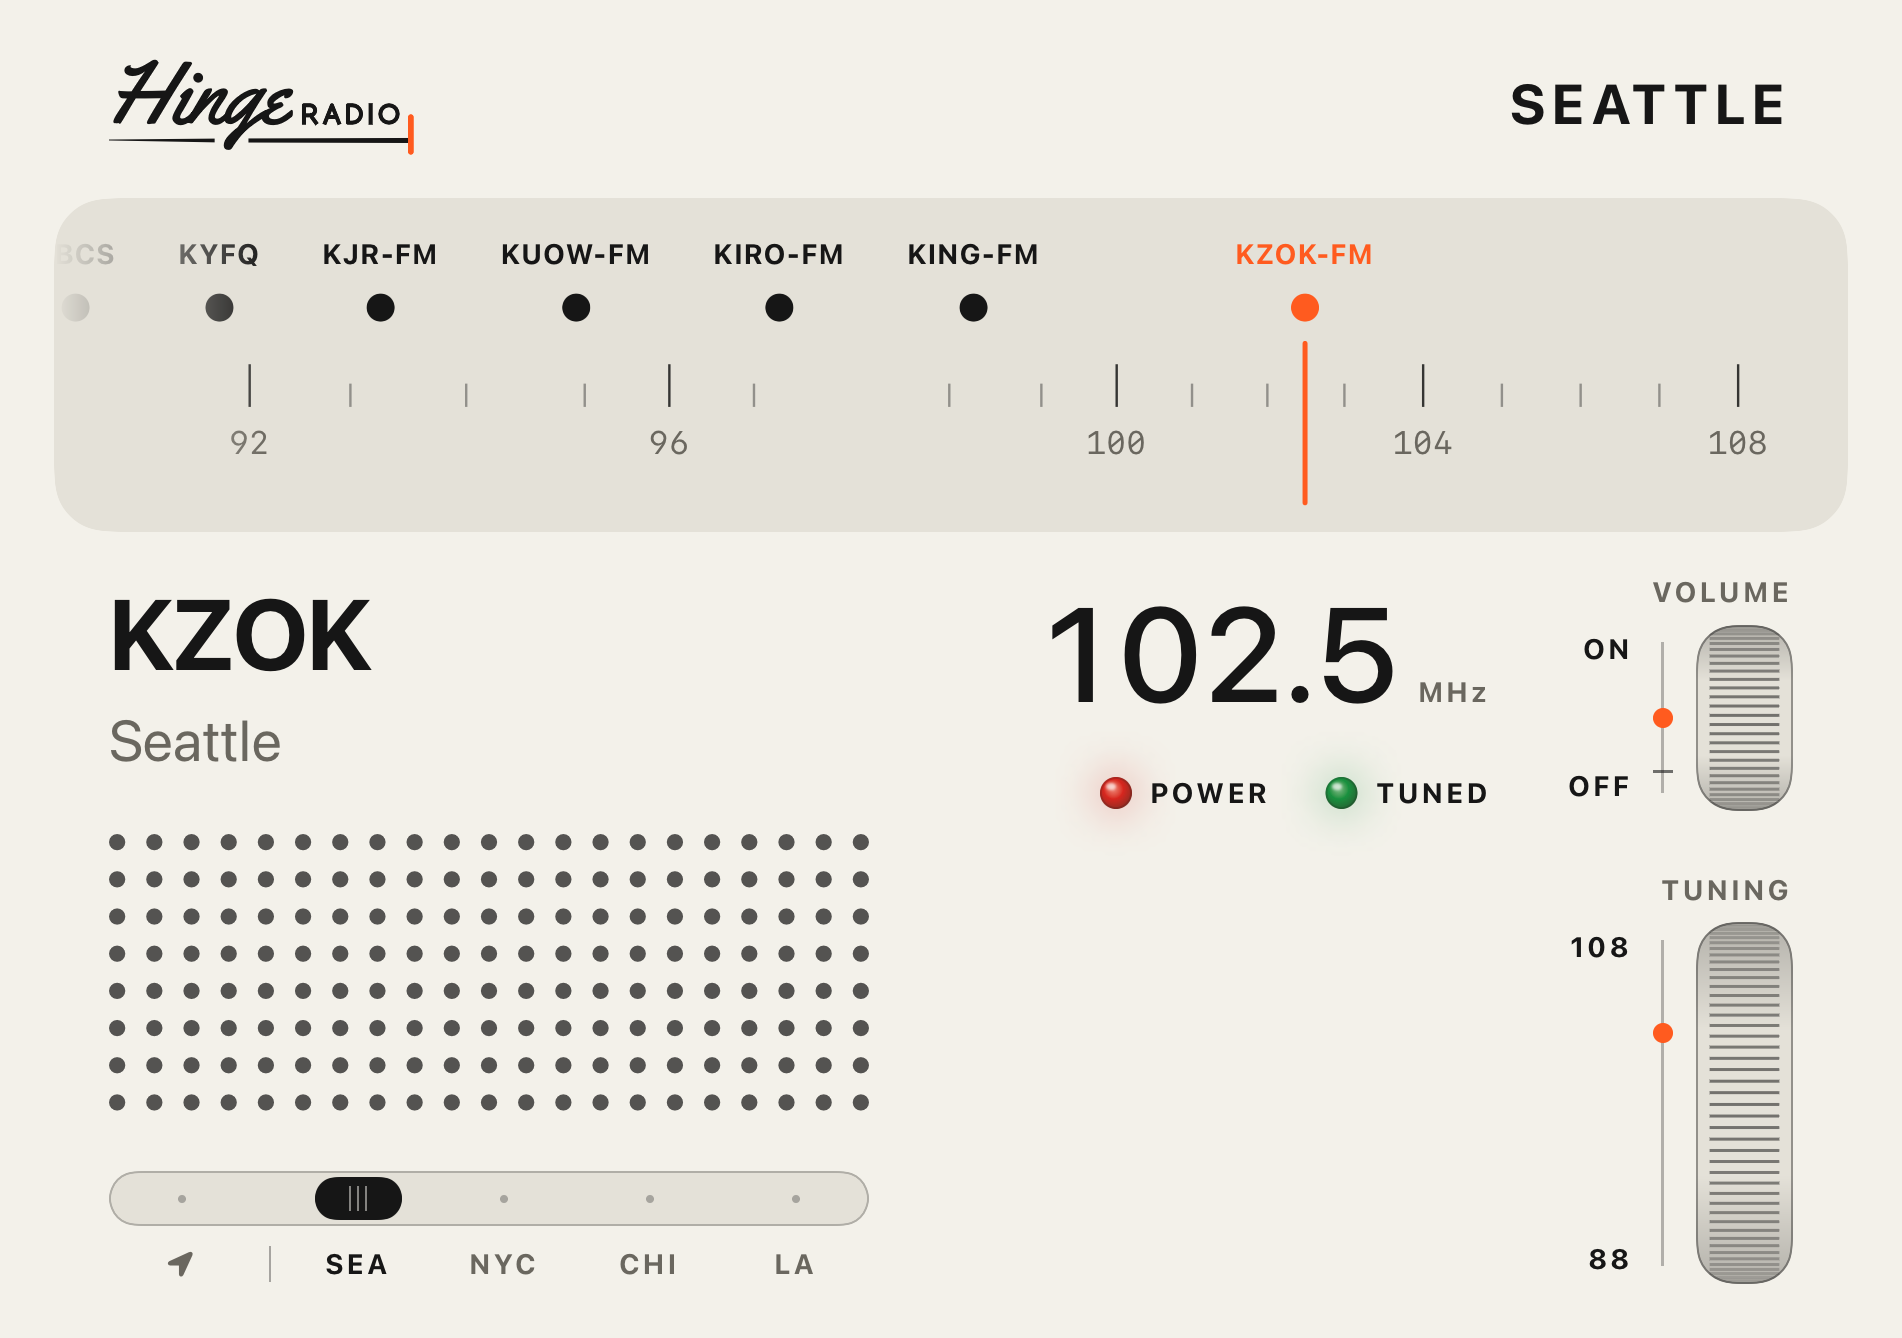 Hinge RADIO
SEATTLE
BCS KYFQ KJR-FM KUOW-FM KIRO-FM KING-FM KZOK-FM
92 96 100 104 108
KZOK
Seattle
102.5 MHz
POWER TUNED
VOLUME
ON
OFF
TUNING
108
88
SEA NYC CHI LA